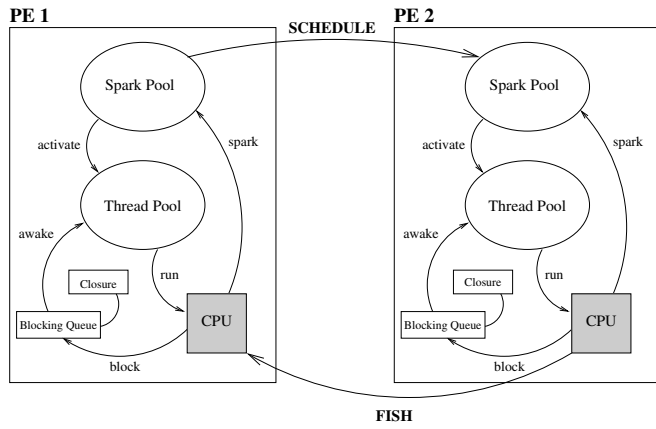 PE 1
PE 2
SCHEDULE
Spark Pool
Spark Pool
activate
spark
activate
spark
Thread Pool
Thread Pool
awake
awake
run
run
Closure
Closure
Blocking Queue
CPU
Blocking Queue
CPU
block
block
FISH